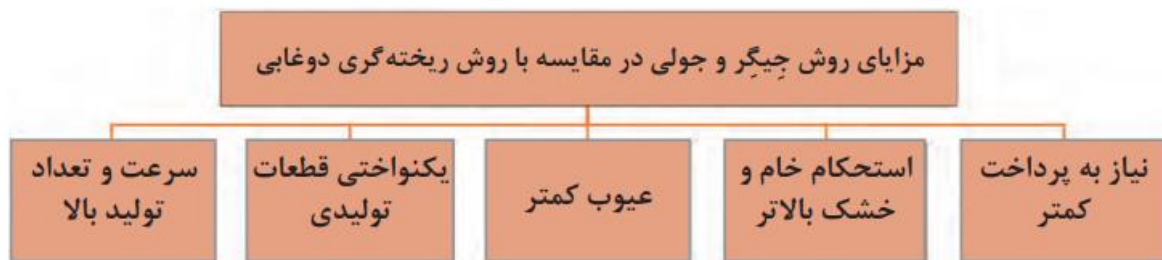 مزایای روش جِیگِر و جولی در مقایسه با روش ریخته‌گری دوغابی
نیاز به پرداخت
کمتر
استحکام خام و
خشک بالاتر
عیوب کمتر
یکنواختی قطعات
تولیدی
سرعت و تعداد
تولید بالا